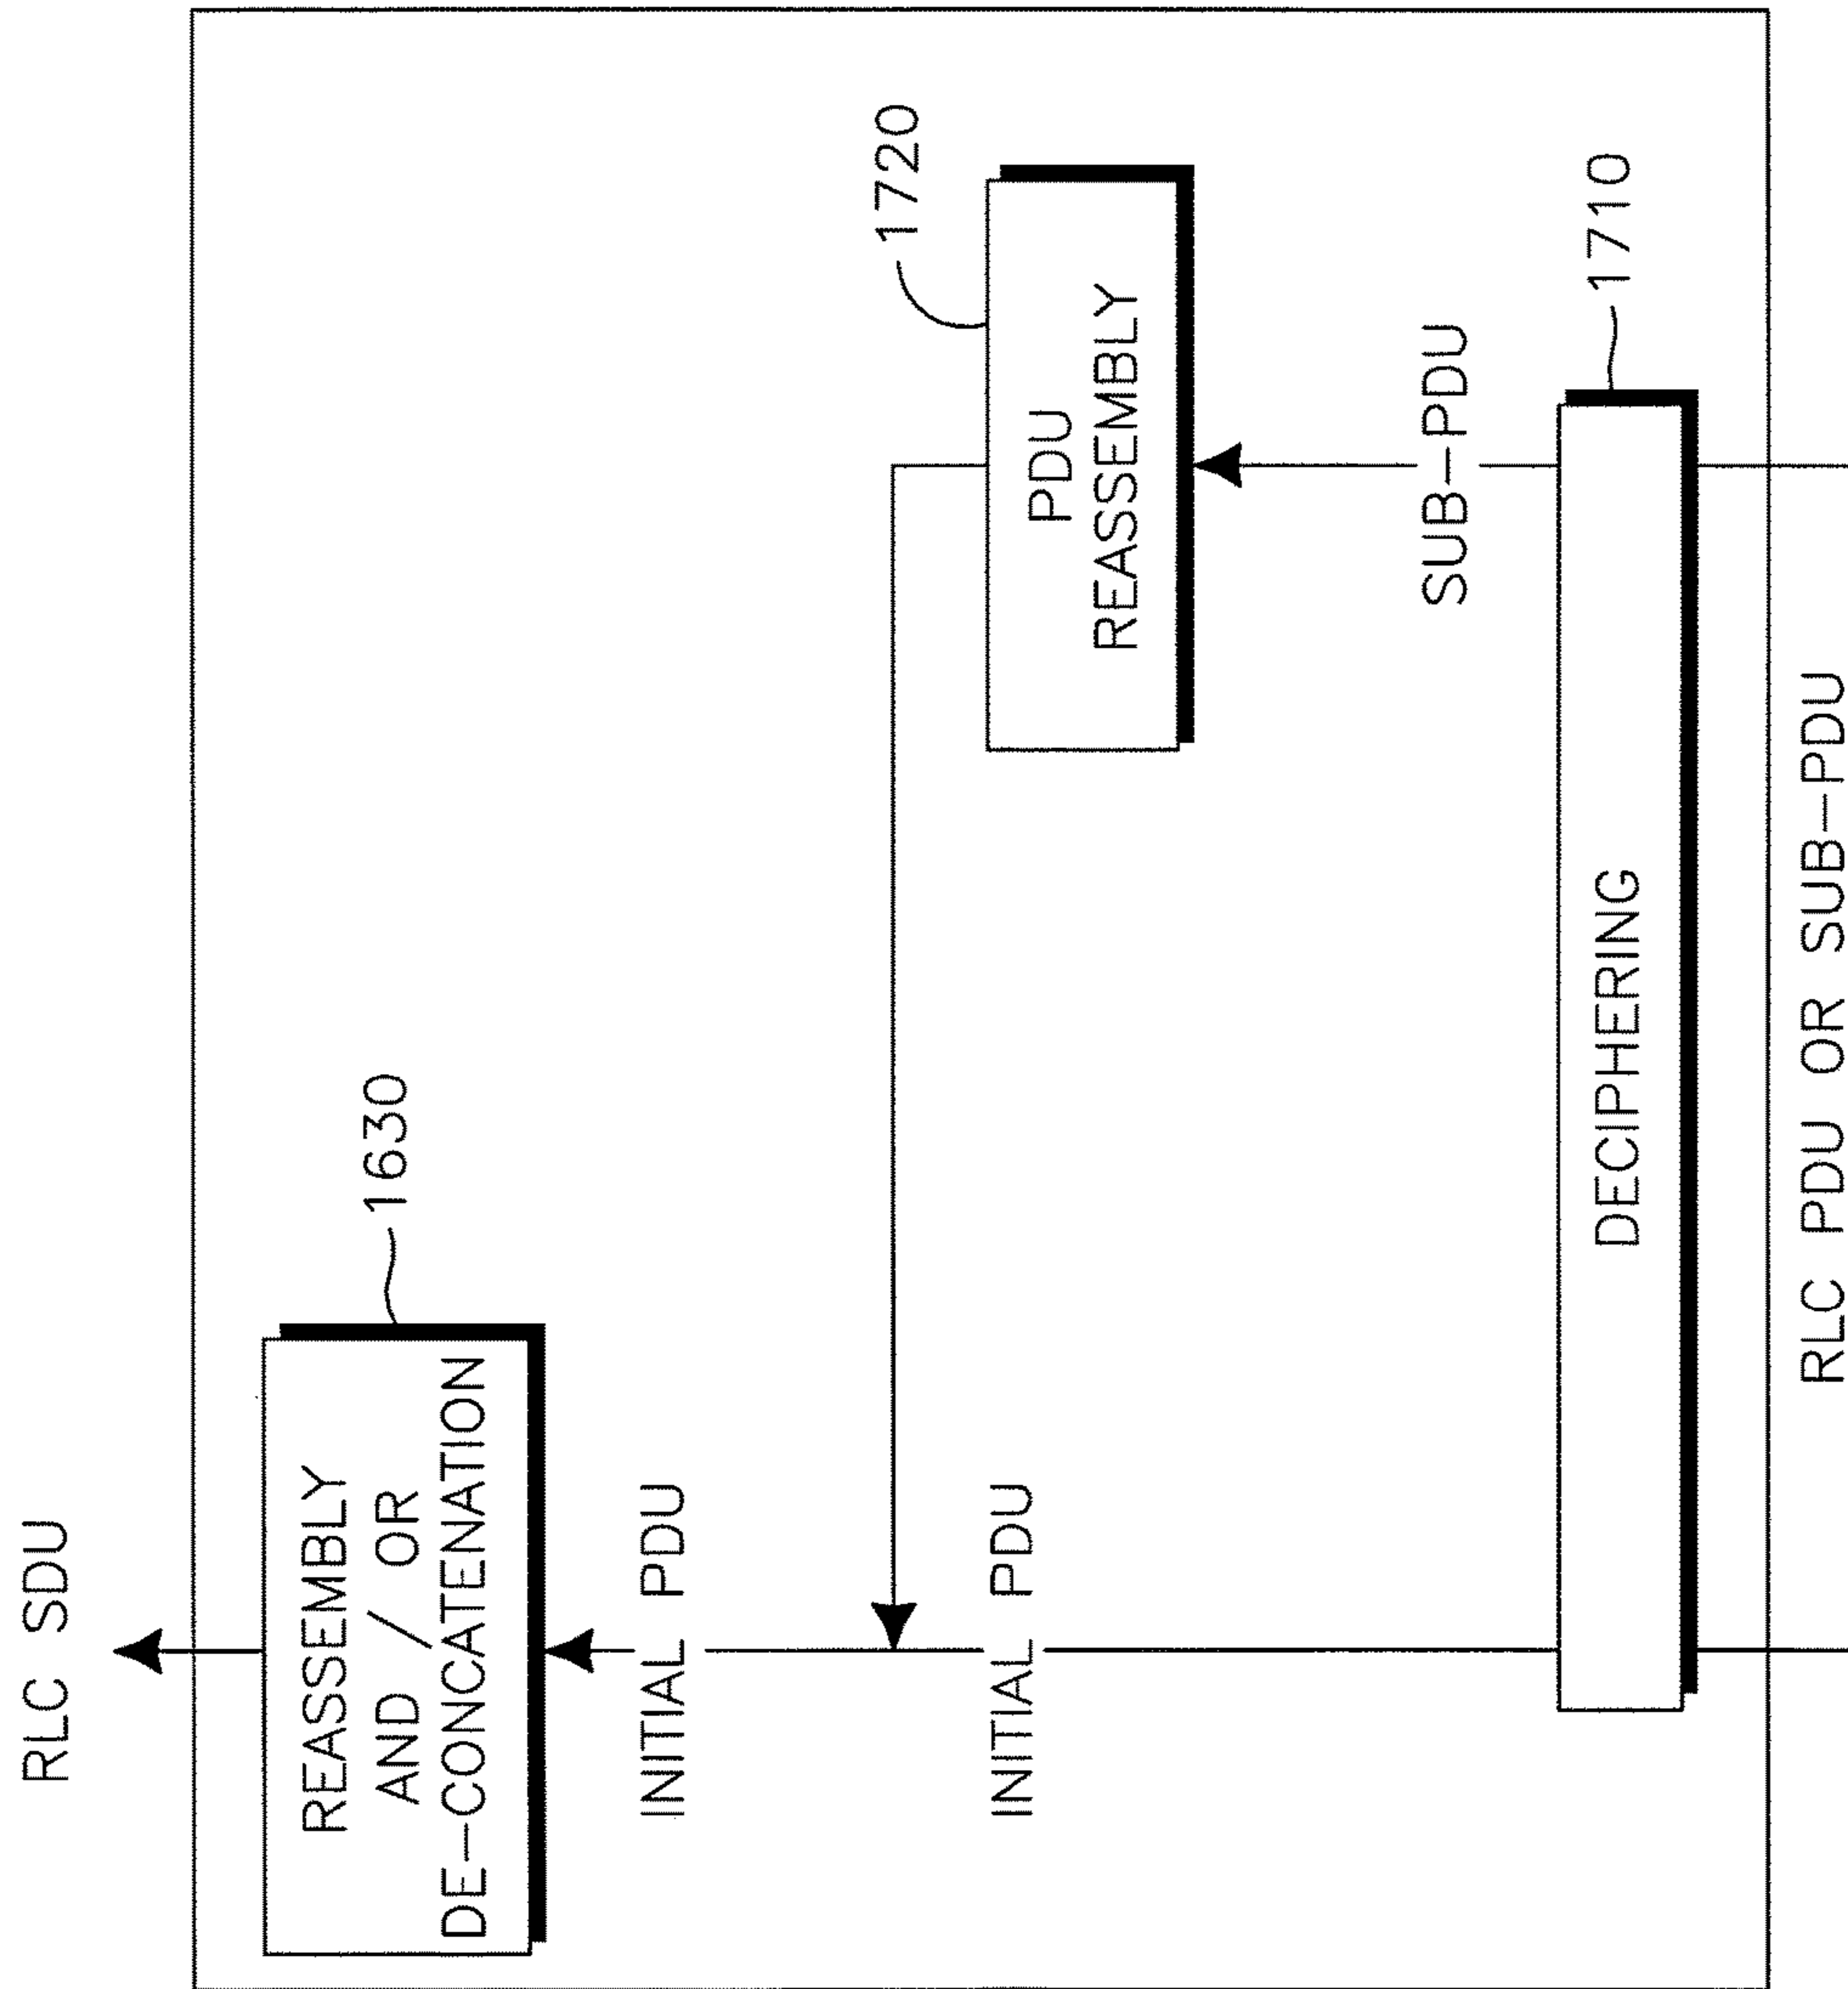 RLC SDU
1630
REASSEMBLY
AND / OR
DE-CONCATENATION
INITIAL PDU
INITIAL PDU
1720
PDU
REASSEMBLY
SUB-PDU
1710
DECIPHERING
RLC PDU OR SUB-PDU